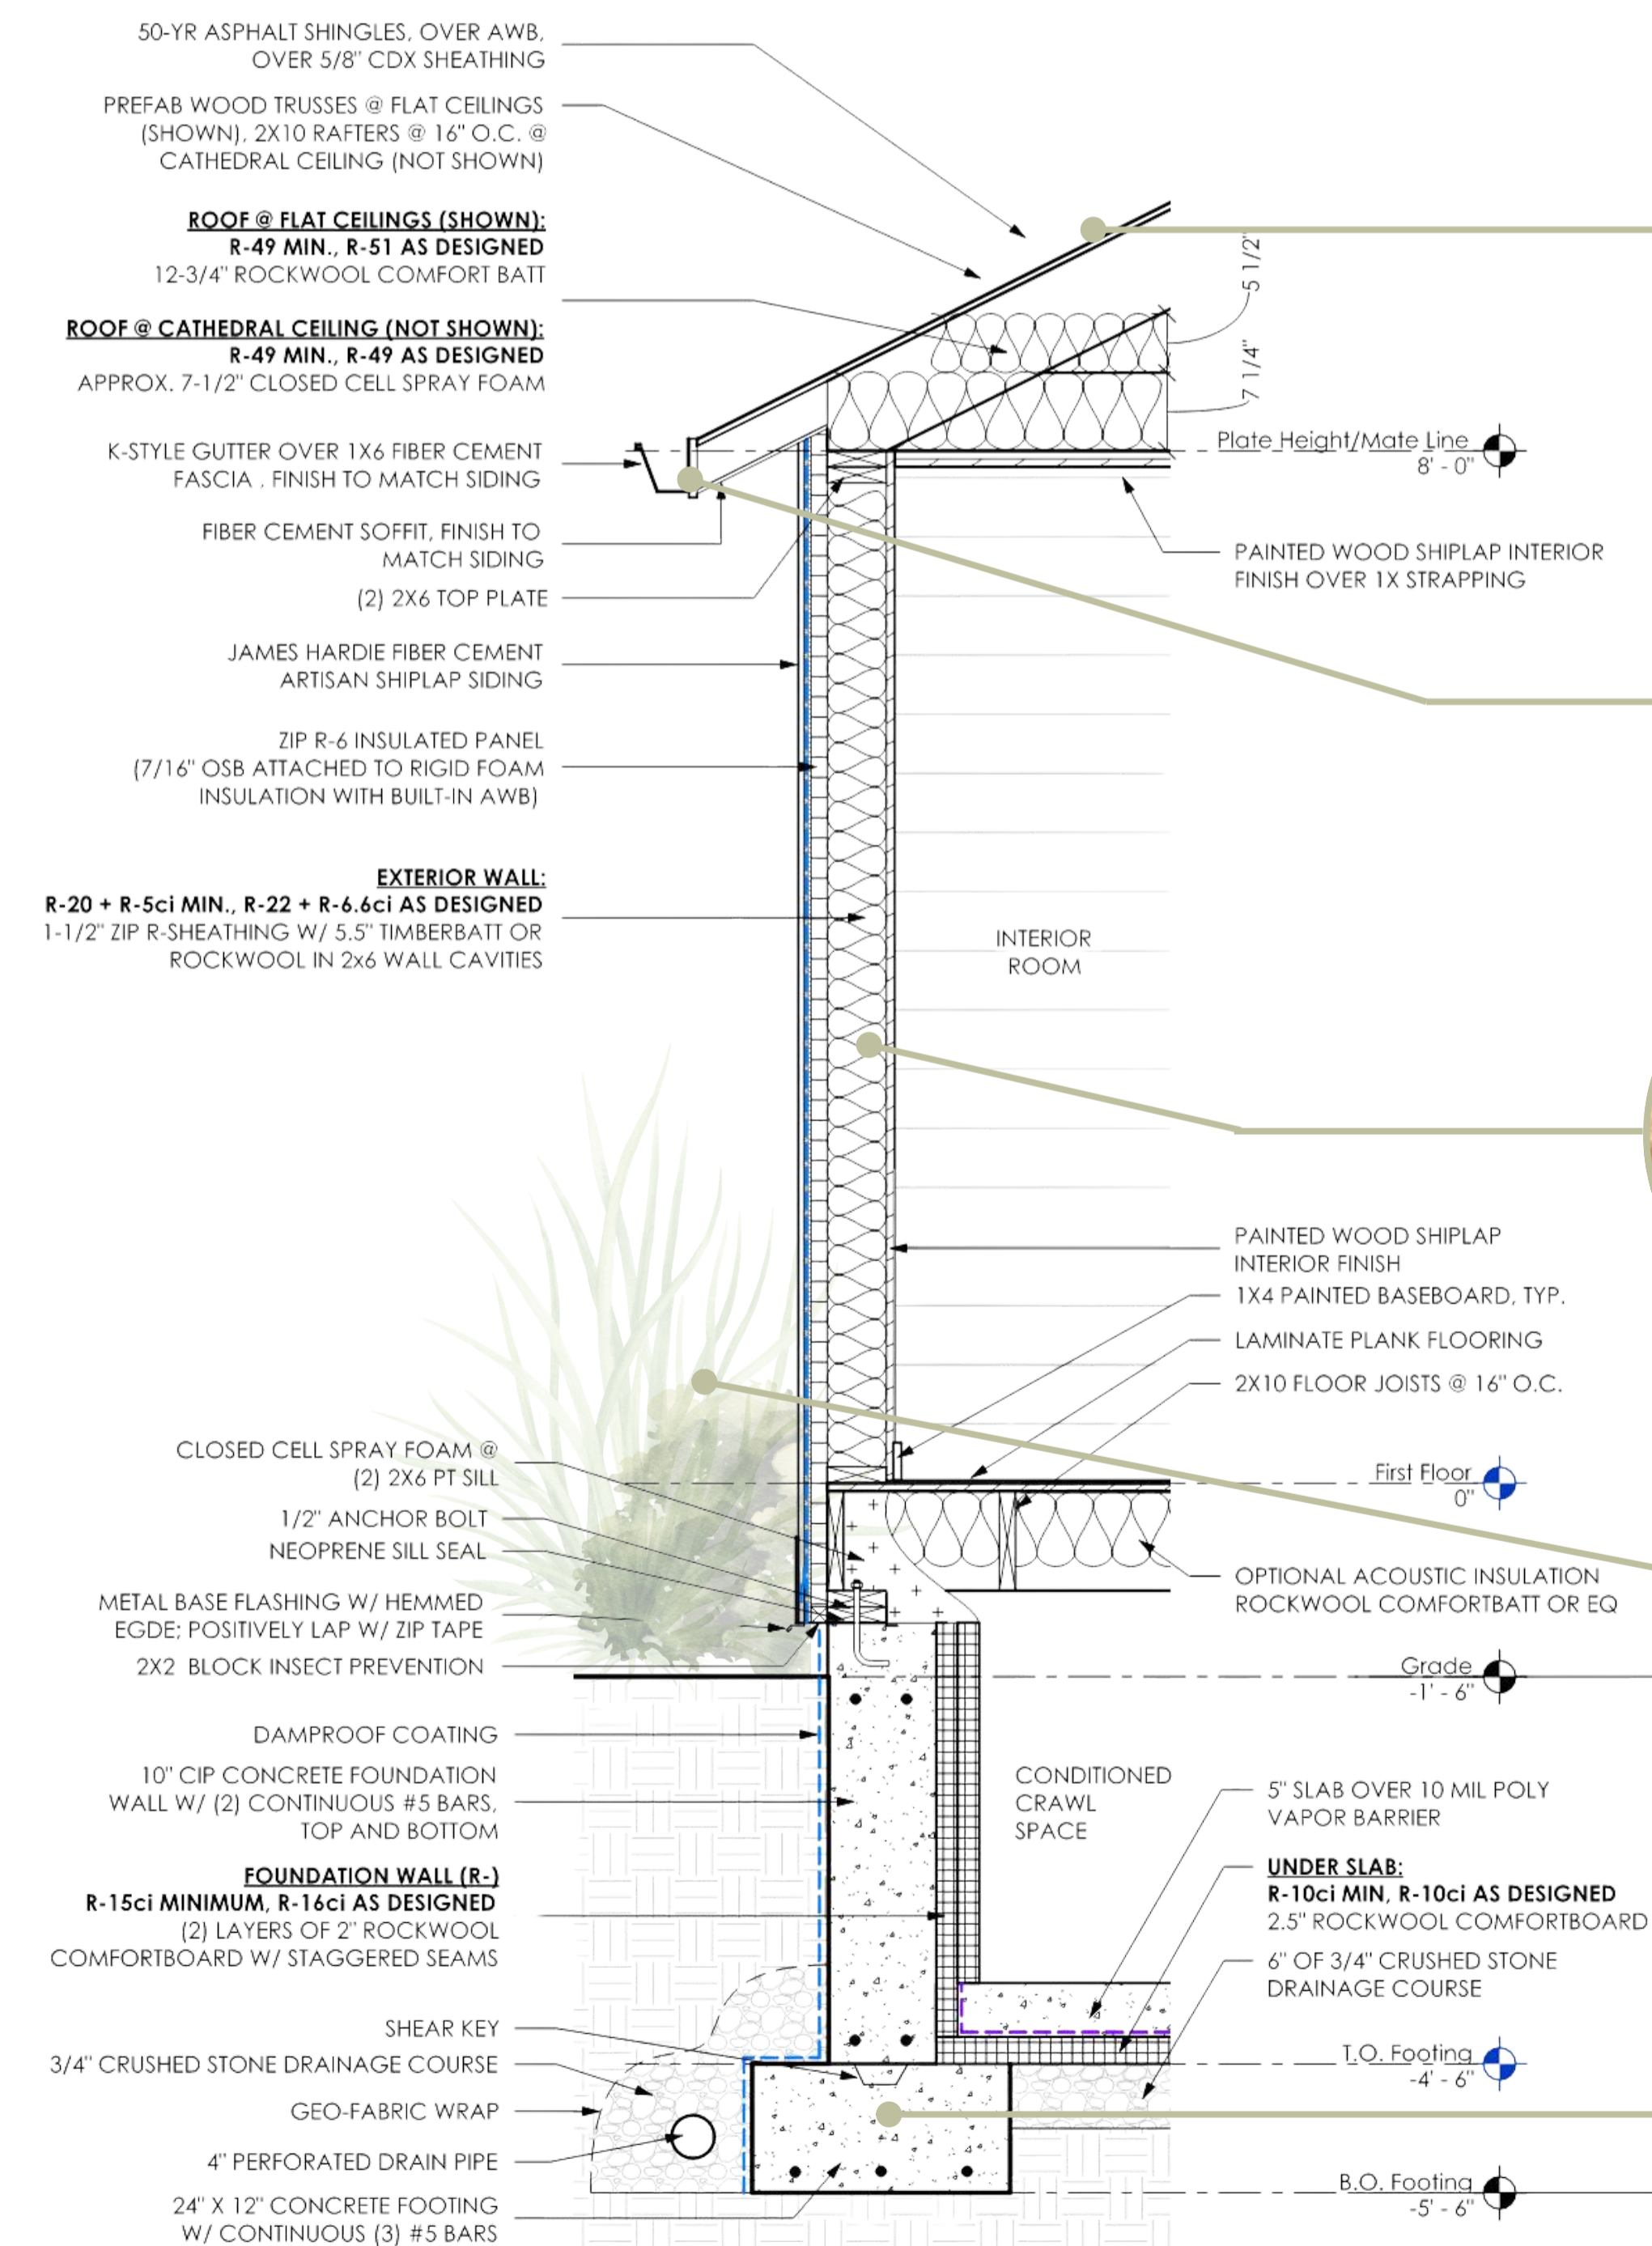 50-YR ASPHALT SHINGLES, OVER AWB,
OVER 5/8" CDX SHEATHING
PREFAB WOOD TRUSSES @ FLAT CEILINGS
(SHOWN), 2X10 RAFTERS @ 16" O.C. @
CATHEDRAL CEILING (NOT SHOWN)
ROOF @ FLAT CEILINGS (SHOWN):
R-49 MIN., R-51 AS DESIGNED
12-3/4" ROCKWOOL COMFORT BATT
ROOF @ CATHEDRAL CEILING (NOT SHOWN):
R-49 MIN., R-49 AS DESIGNED
APPROX. 7-1/2" CLOSED CELL SPRAY FOAM
K-STYLE GUTTER OVER 1X6 FIBER CEMENT
FASCIA . FINISH TO MATCH SIDING
FIBER CEMENT SOFFIT, FINISH TO
MATCH SIDING
(2) 2X6 TOP PLATE
JAMES HARDIE FIBER CEMENT
ARTISAN SHIPLAP SIDING
ZIP R-6 INSULATED PANEL
(7/16" OSB ATTACHED TO RIGID FOAM
INSULATION WITH BUILT-IN AWB)
EXTERIOR WALL:
R-20 + R-5ci MIN., R-22 + R-6.6ci AS DESIGNED
1-1/2" ZIP R-SHEATHING W/ 5.5" TIMBERBATT OR
ROCKWOOL IN 2x6 WALL CAVITIES
CLOSED CELL SPRAY FOAM @
(2) 2X6 PT SILL
1/2" ANCHOR BOLT
NEOPRENE SILL SEAL
METAL BASE FLASHING W/ HEMMED
EGDE; POSITIVELY LAP W/ ZIP TAPE
2X2 BLOCK INSECT PREVENTION
DAMPROOF COATING
10" CIP CONCRETE FOUNDATION
WALL W/ (2) CONTINUOUS #5 BARS,
TOP AND BOTTOM
FOUNDATION WALL (R-)
R-15ci MINIMUM, R-16ci AS DESIGNED
(2) LAYERS OF 2" ROCKWOOL
COMFORTBOARD W/ STAGGERED SEAMS
SHEAR KEY
3/4" CRUSHED STONE DRAINAGE COURSE
GEO-FABRIC WRAP
4" PERFORATED DRAIN PIPE
24" X 12" CONCRETE FOOTING
W/ CONTINUOUS (3) #5 BARS
5 1/2"
7 1/4"
Plate Height/Mate Line
8' - 0"
PAINTED WOOD SHIPLAP INTERIOR
FINISH OVER 1X STRAPPING
INTERIOR
ROOM
PAINTED WOOD SHIPLAP
INTERIOR FINISH
1X4 PAINTED BASEBOARD, TYP.
LAMINATE PLANK FLOORING
2X10 FLOOR JOISTS @ 16" O.C.
First Floor
0"
OPTIONAL ACOUSTIC INSULATION
ROCKWOOL COMFORTBATT OR EQ
Grade
-1' - 6"
CONDITIONED
CRAWL
SPACE
5" SLAB OVER 10 MIL POLY
VAPOR BARRIER
UNDER SLAB:
R-10ci MIN, R-10ci AS DESIGNED
2.5" ROCKWOOL COMFORTBOARD
6" OF 3/4" CRUSHED STONE
DRAINAGE COURSE
T.O. Footing
-4' - 6"
B.O. Footing
-5' - 6"